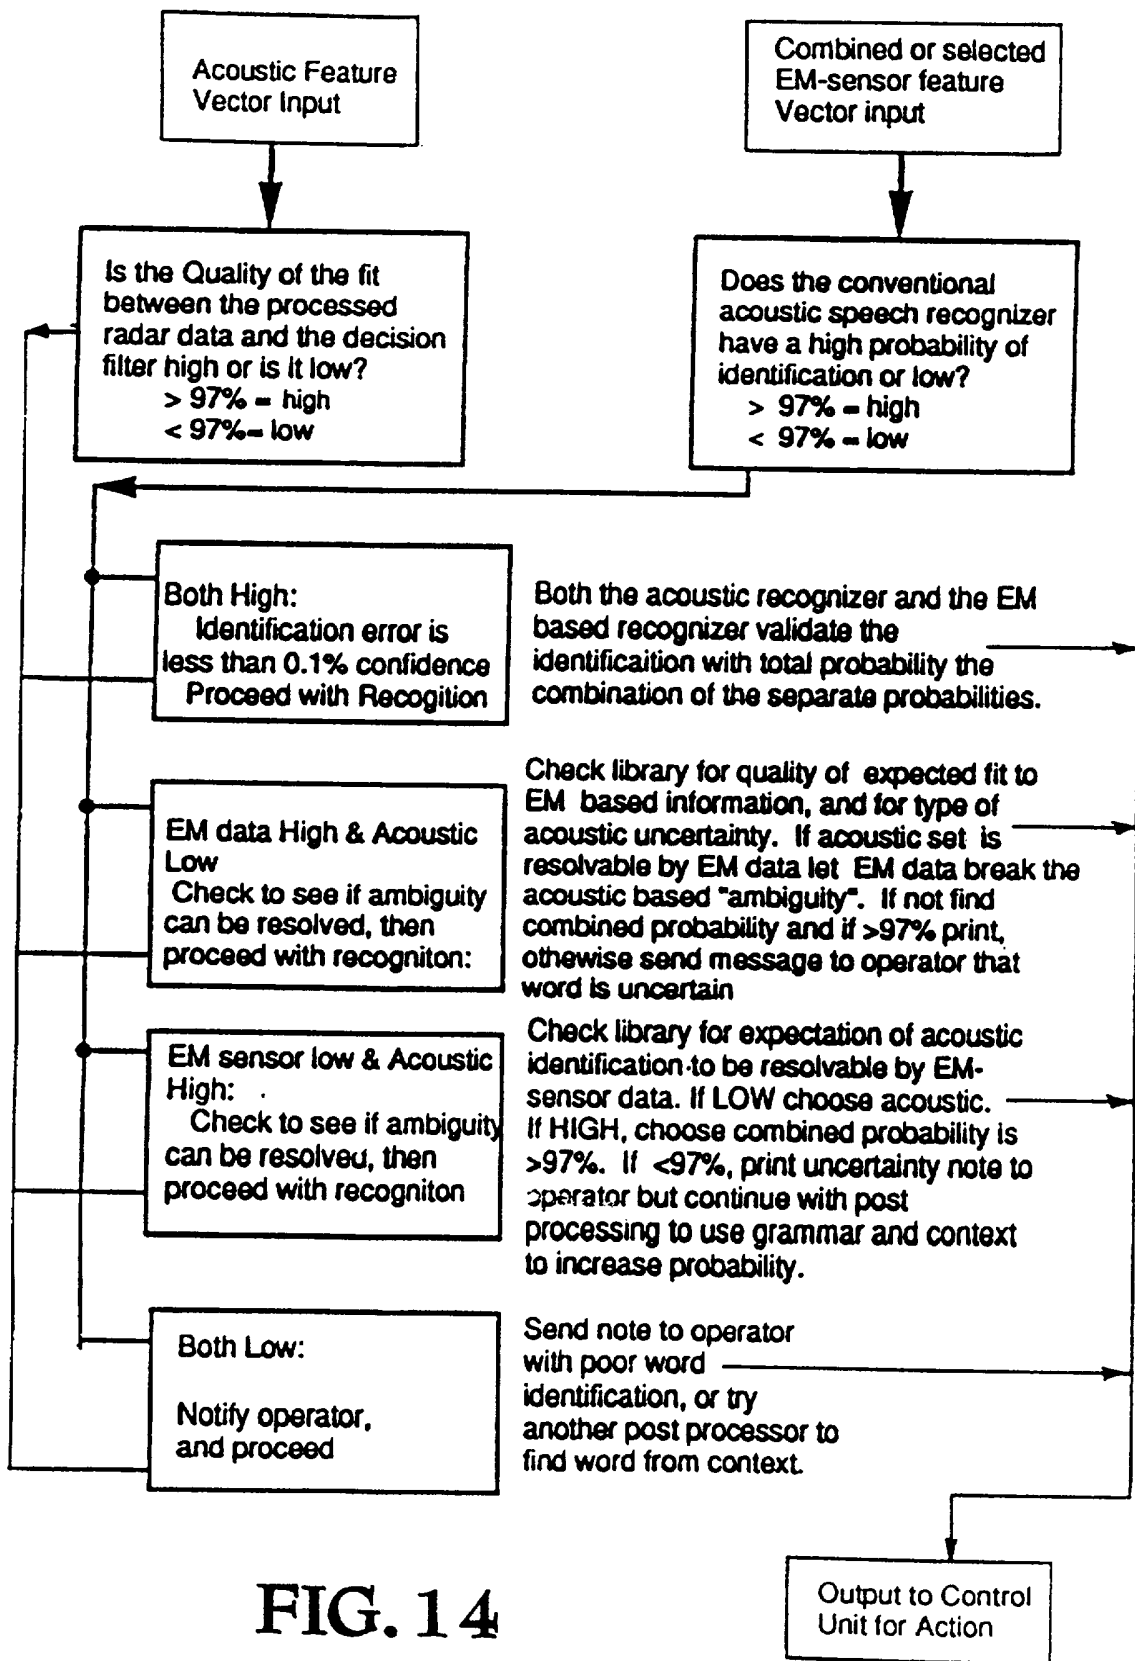 Acoustic Feature
Vector Input
Combined or selected
EM-sensor feature
Vector input
Is the Quality of the fit
between the processed
radar data and the decision
filter high or is it low?
> 97% = high
< 97% = low
Does the conventional
acoustic speech recognizer
have a high probability of
identification or low?
> 97% = high
< 97% = low
Both High:
Identification error is
less than 0.1% confidence
Proceed with Recogition
Both the acoustic recognizer and the EM
based recognizer validate the
identificaition with total probability the
combination of the separate probabilities.
EM data High & Acoustic
Low
Check to see if ambiguity
can be resolved, then
proceed with recogniton:
Check library for quality of expected fit to
EM based information, and for type of
acoustic uncertainty. If acoustic set is
resolvable by EM data let EM data break the
acoustic based "ambiguity". If not find
combined probability and if >97% print,
othewise send message to operator that
word is uncertain
EM sensor low & Acoustic
High:
Check to see if ambiguity
can be resolved, then
proceed with recogniton
Check library for expectation of acoustic
identification to be resolvable by EM-
sensor data. If LOW choose acoustic.
If HIGH, choose combined probability is
>97%. If <97%, print uncertainty note to
operator but continue with post
processing to use grammar and context
to increase probability.
Both Low:
Notify operator,
and proceed
Send note to operator
with poor word
identification, or try
another post processor to
find word from context.
Output to Control
Unit for Action
FIG. 14